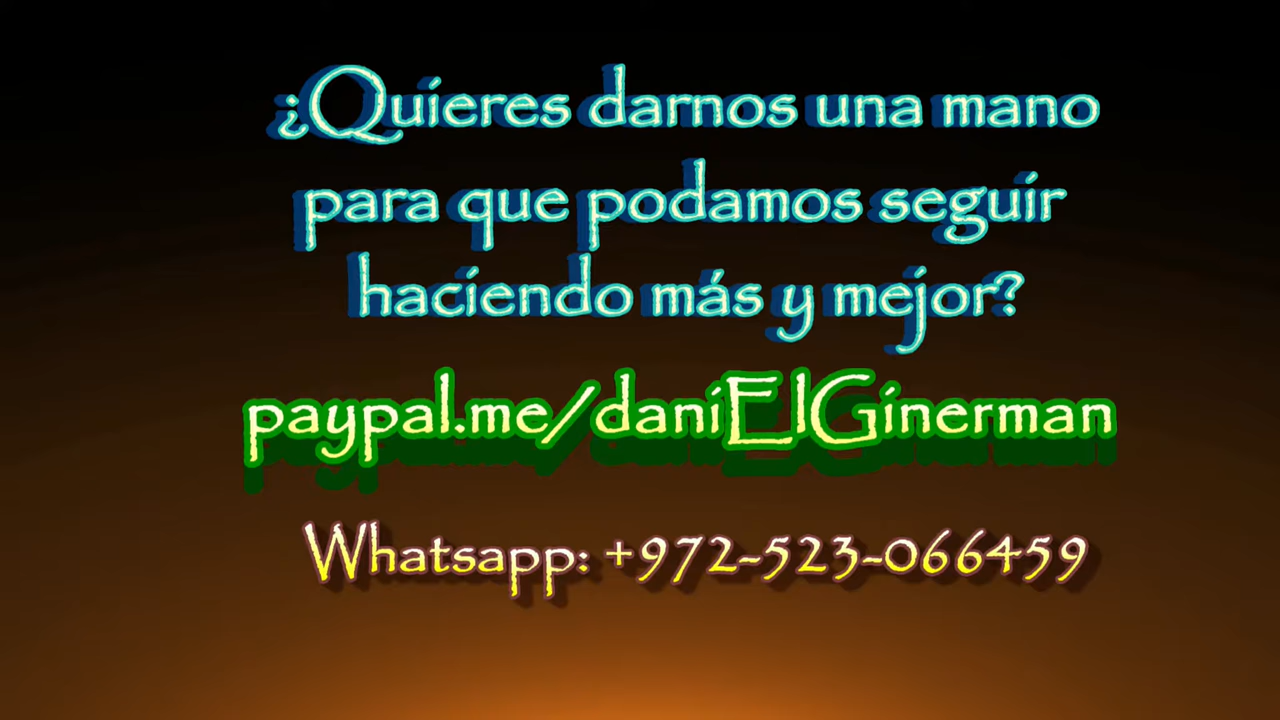 ¿Quieres darnos una mano
para que podamos seguir
haciendo más y mejor?
paypal.me/daniElGinerman
Whatsapp: +972-523-066459